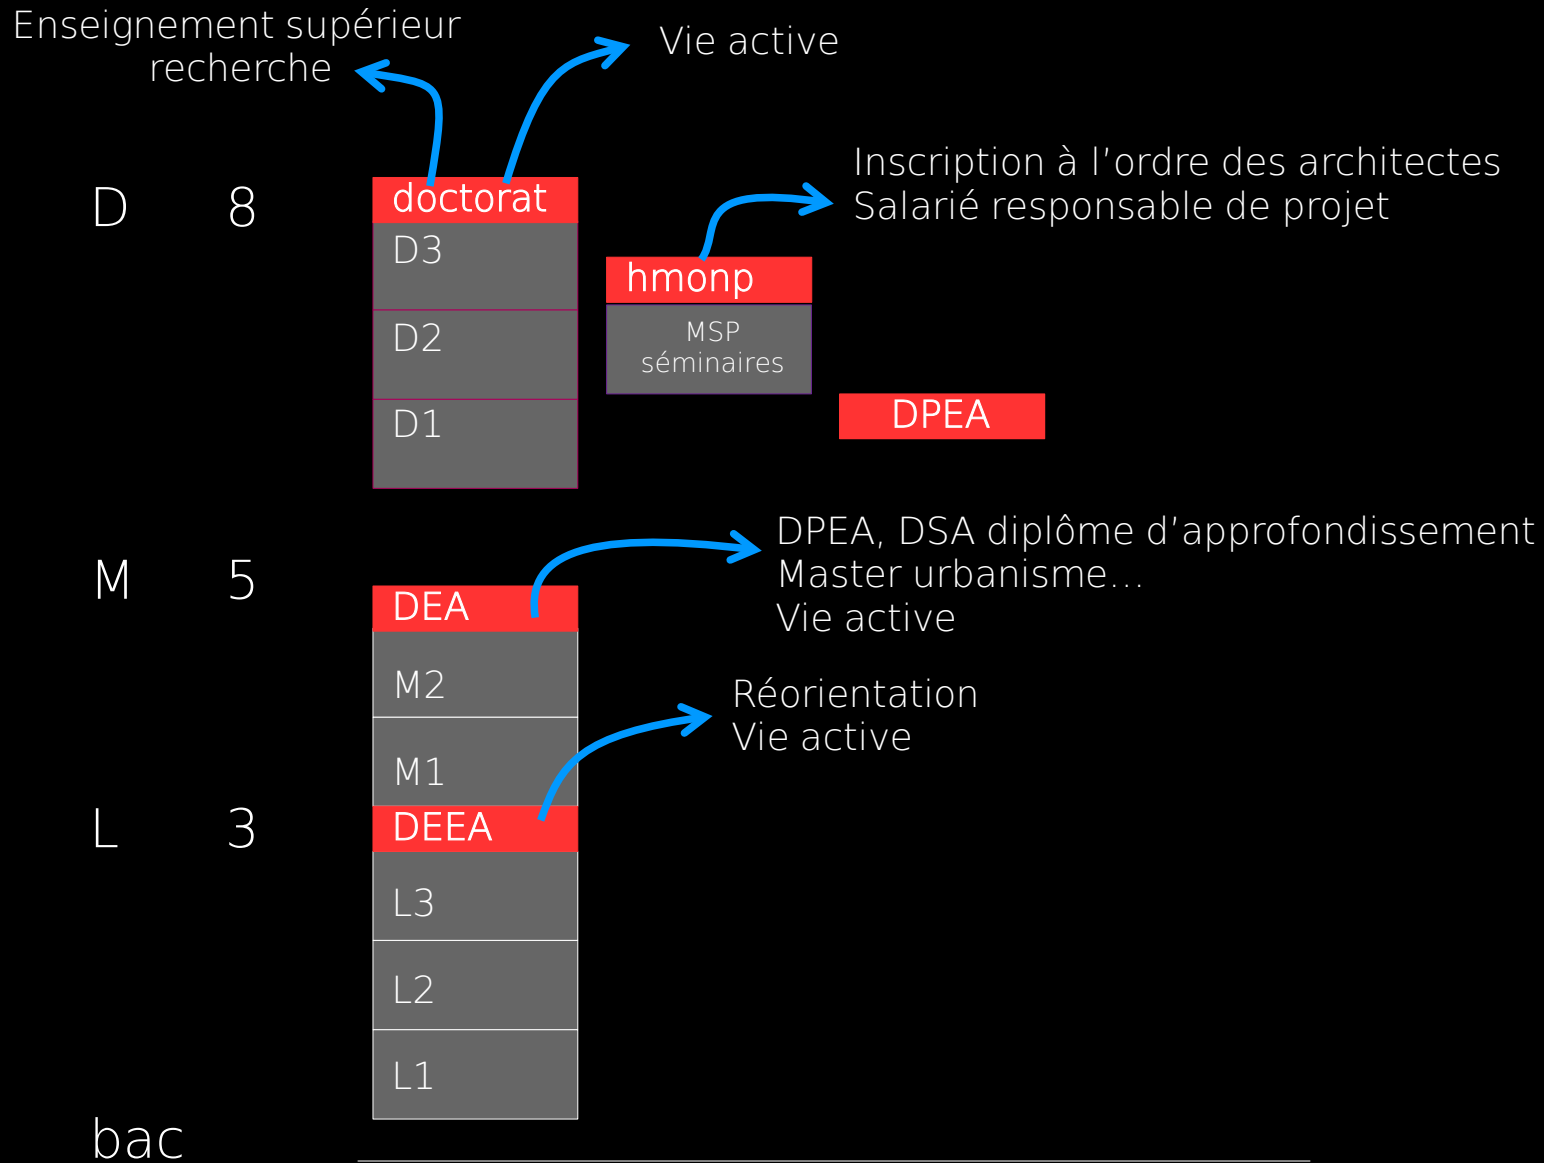 Enseignement supérieur
recherche
Vie active
Inscription à l’ordre des architectes
Salarié responsable de projet
D 8
doctorat
D3
hmonp
D2
MSP
séminaires
D1
DPEA
DPEA, DSA diplôme d’approfondissement
Master urbanisme...
Vie active
M 5
DEA
M2
Réorientation
Vie active
M1
L 3
DEEA
L3
L2
L1
bac